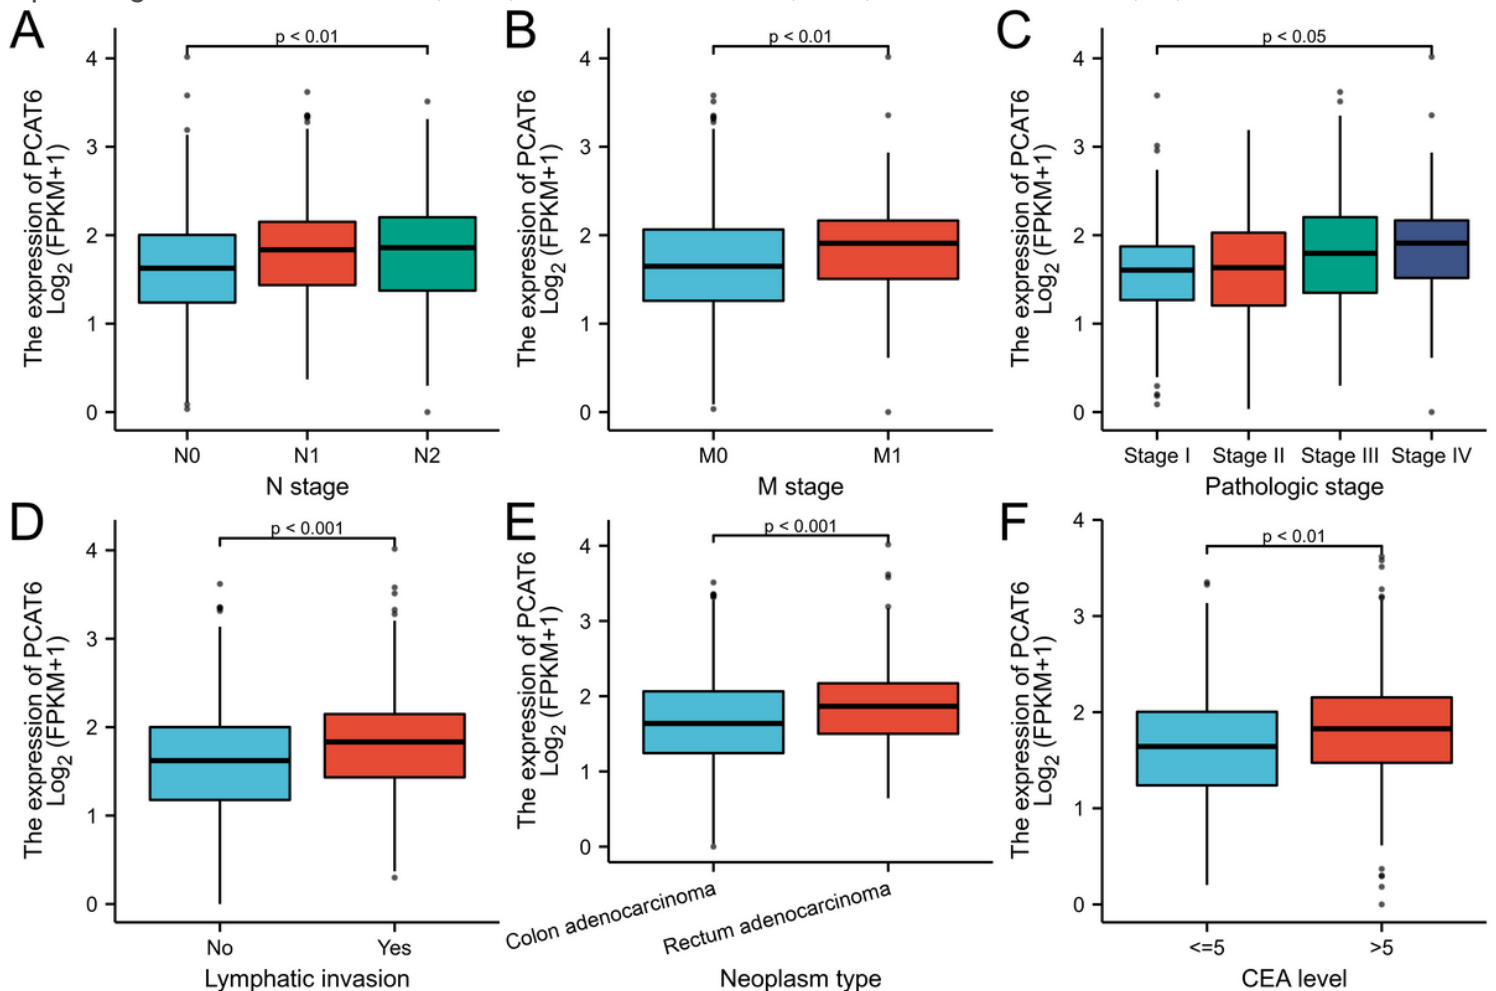 A
p < 0.01
The expression of PCAT6
Log2 (FPKM+1)
4
3
2
1
0
N0 N1 N2
N stage
B
p < 0.01
The expression of PCAT6
Log2 (FPKM+1)
4
3
2
1
0
M0 M1
M stage
C
p < 0.05
The expression of PCAT6
Log2 (FPKM+1)
4
3
2
1
0
Stage I Stage II Stage III Stage IV
Pathologic stage
D
p < 0.001
The expression of PCAT6
Log2 (FPKM+1)
4
3
2
1
0
No Yes
Lymphatic invasion
E
p < 0.001
The expression of PCAT6
Log2 (FPKM+1)
4
3
2
1
0
Colon adenocarcinoma
Rectum adenocarcinoma
Neoplasm type
F
p < 0.01
The expression of PCAT6
Log2 (FPKM+1)
4
3
2
1
0
<=5 >5
CEA level